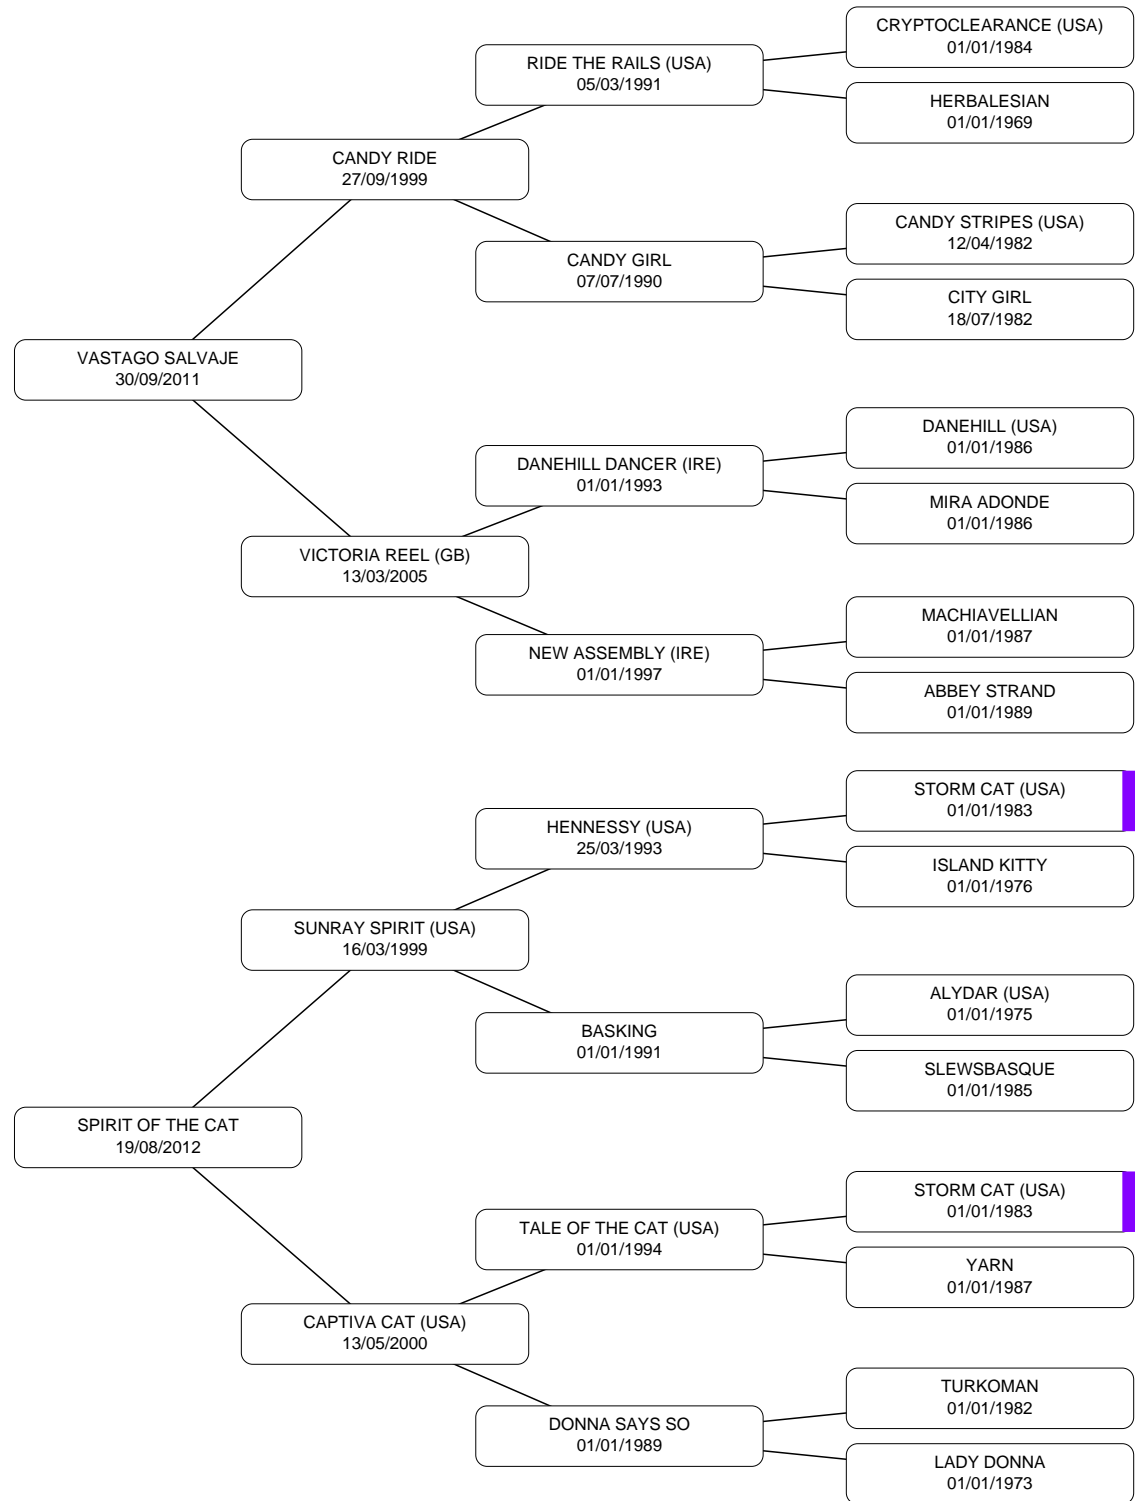 CRYPTOCLEARANCE (USA)
01/01/1984
RIDE THE RAILS (USA)
05/03/1991
HERBALESIAN
01/01/1969
CANDY RIDE
27/09/1999
CANDY STRIPES (USA)
12/04/1982
CANDY GIRL
07/07/1990
CITY GIRL
18/07/1982
VASTAGO SALVAJE
30/09/2011
DANEHILL (USA)
01/01/1986
DANEHILL DANCER (IRE)
01/01/1993
MIRA ADONDE
01/01/1986
VICTORIA REEL (GB)
13/03/2005
MACHIAVELLIAN
01/01/1987
NEW ASSEMBLY (IRE)
01/01/1997
ABBEY STRAND
01/01/1989
STORM CAT (USA)
01/01/1983
HENNESSY (USA)
25/03/1993
ISLAND KITTY
01/01/1976
SUNRAY SPIRIT (USA)
16/03/1999
ALYDAR (USA)
01/01/1975
BASKING
01/01/1991
SLEWSBASQUE
01/01/1985
SPIRIT OF THE CAT
19/08/2012
STORM CAT (USA)
01/01/1983
TALE OF THE CAT (USA)
01/01/1994
YARN
01/01/1987
CAPTIVA CAT (USA)
13/05/2000
TURKOMAN
01/01/1982
DONNA SAYS SO
01/01/1989
LADY DONNA
01/01/1973